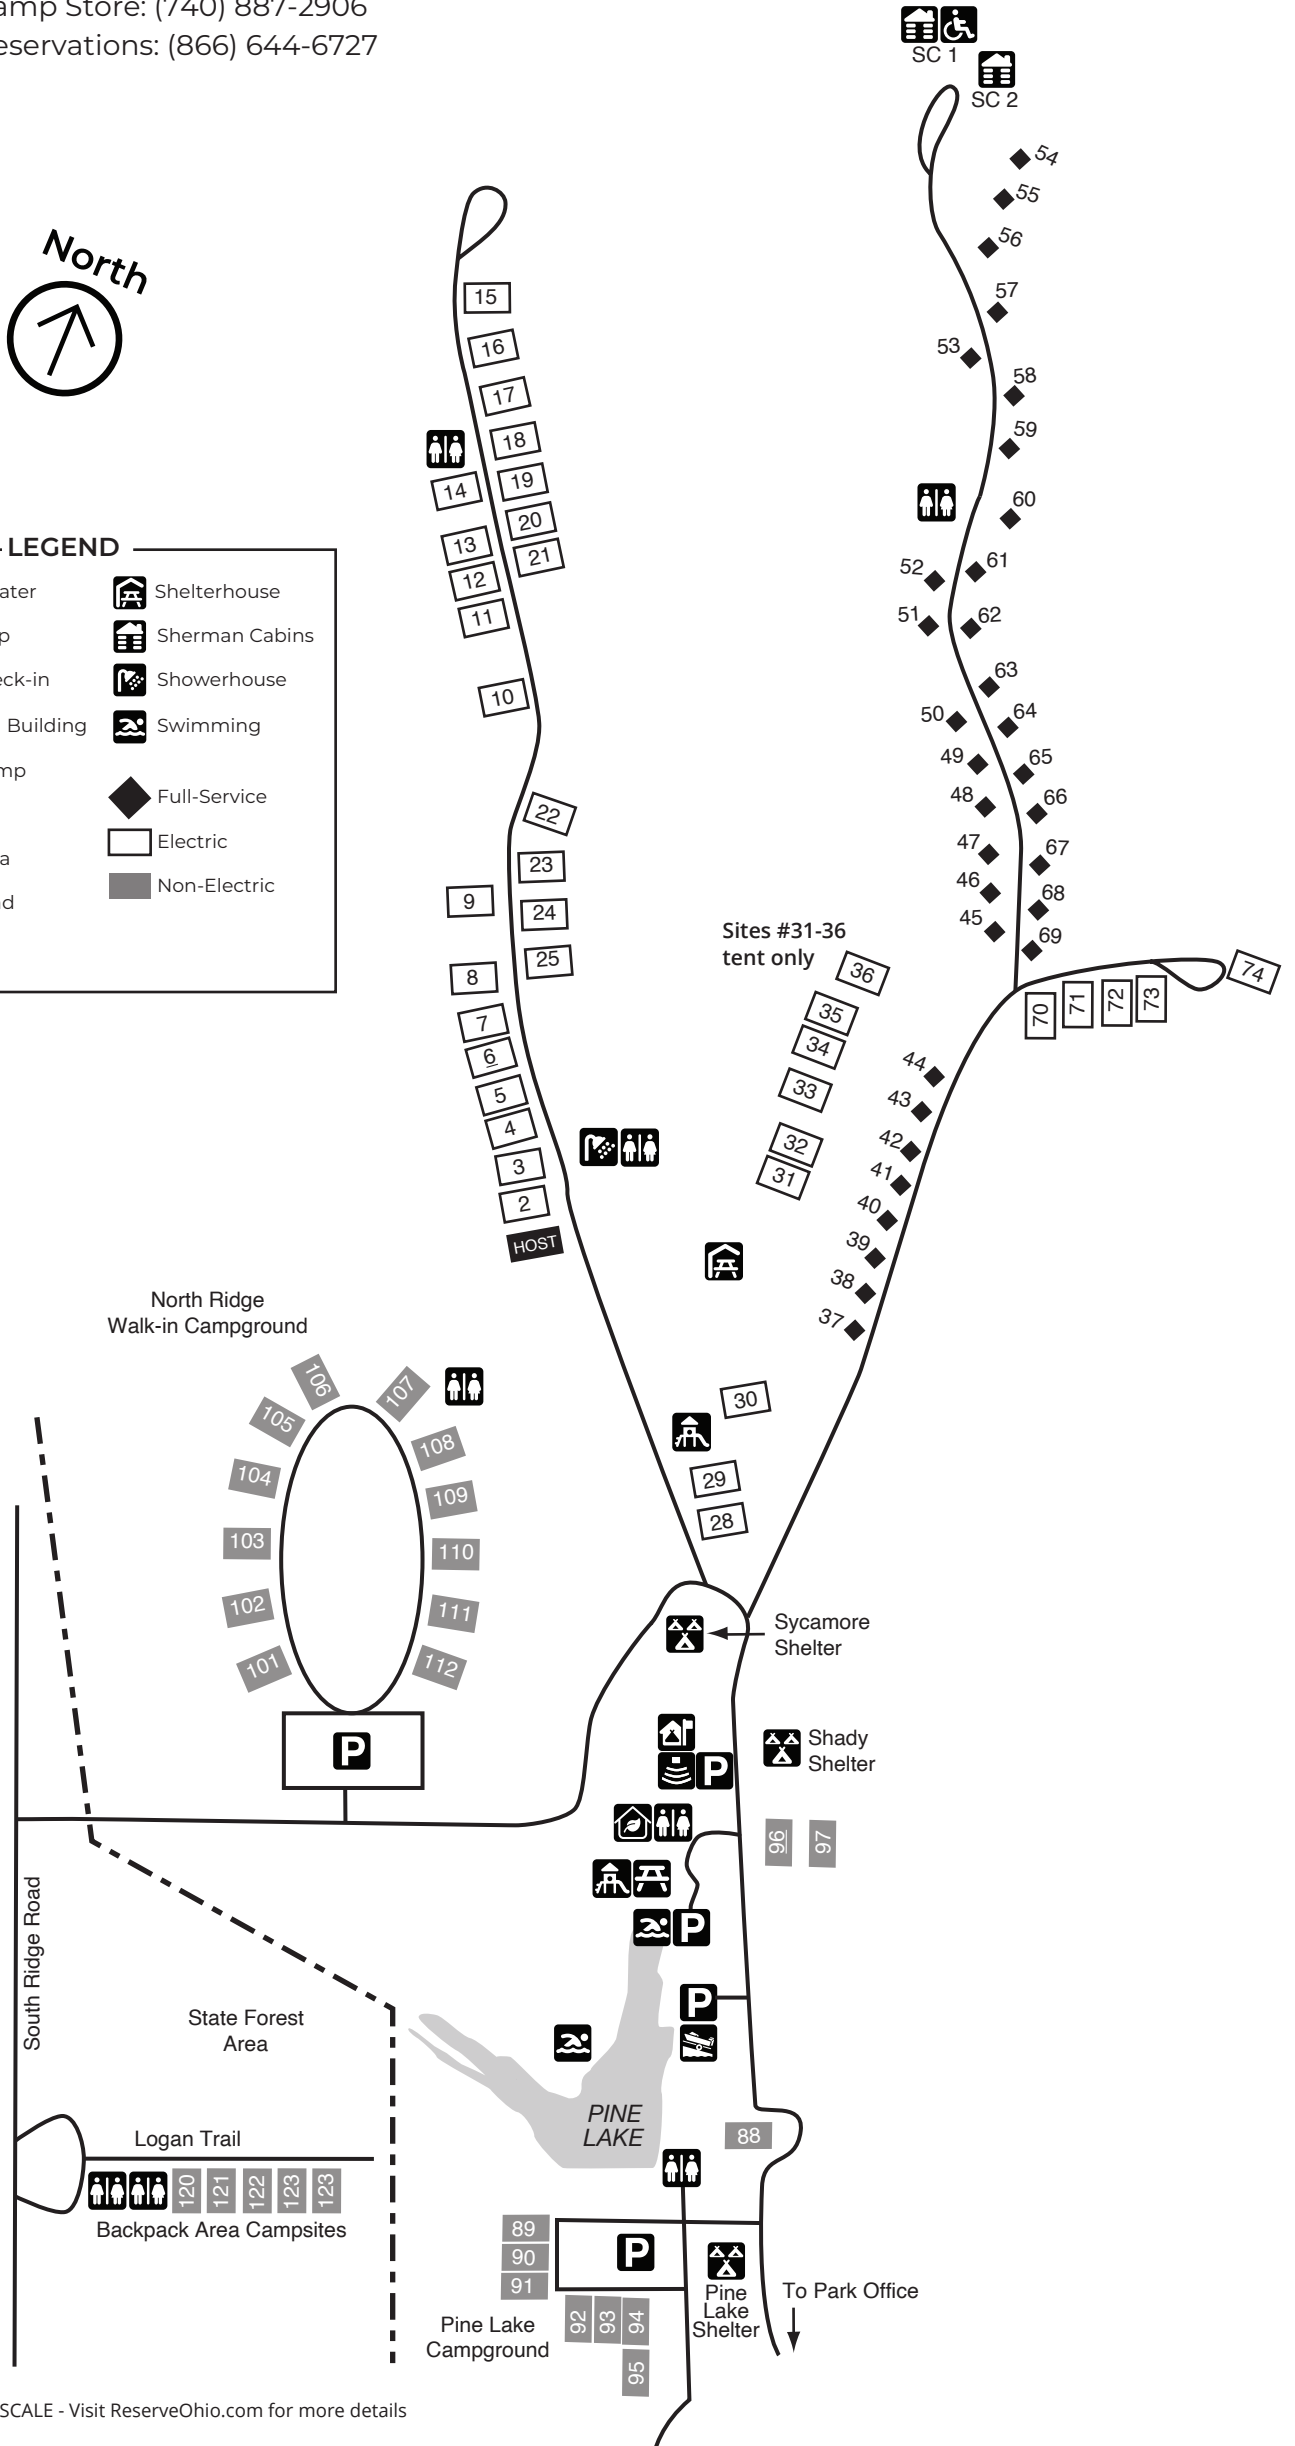 amp Store: (740) 887-2906
eservations: (866) 644-6727
SC 1
SC 2
North
54
55
56
57
53
58
59
60
61
52
51
62
63
50
64
49
65
48
66
47
67
46
68
45
69
15
16
17
18
14
19
20
13
21
12
11
10
22
23
9
24
25
8
7
6
5
4
3
2
HOST
LEGEND
ater
Shelterhouse
p
Sherman Cabins
eck-in
Showerhouse
Building
Swimming
mp
Full-Service
Electric
a
Non-Electric
nd
Sites #31-36
tent only
36
35
34
33
32
31
74
70
71
72
73
44
43
42
41
40
39
38
37
30
29
28
North Ridge
Walk-in Campground
106
107
105
108
104
109
103
110
102
111
101
112
P
Sycamore
Shelter
Shady
Shelter
P
96
97
P
P
South Ridge Road
State Forest
Area
PINE
LAKE
88
Logan Trail
120
121
122
123
123
Backpack Area Campsites
89
90
91
P
92
93
94
95
Pine Lake
Campground
Pine
Lake
Shelter
To Park Office
SCALE - Visit ReserveOhio.com for more details